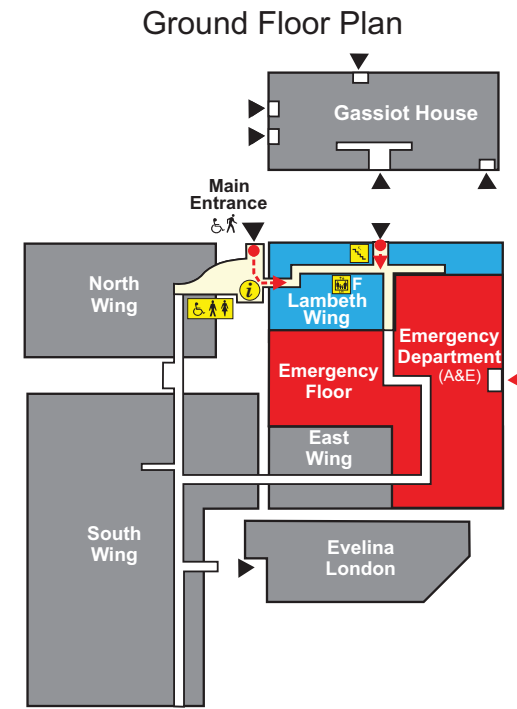 Ground Floor Plan
Gassiot House
Main
Entrance
North
Wing
i
F
Lambeth
Wing
Emergency
Department
(A&E)
Emergency
Floor
East
Wing
South
Wing
Evelina
London